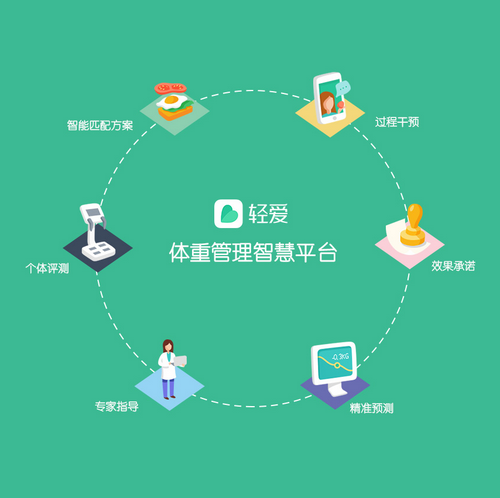 智能匹配方案
过程干预
轻爱
体重管理智慧平台
个体评测
效果承诺
-0.3KG
专家指导
精准预测